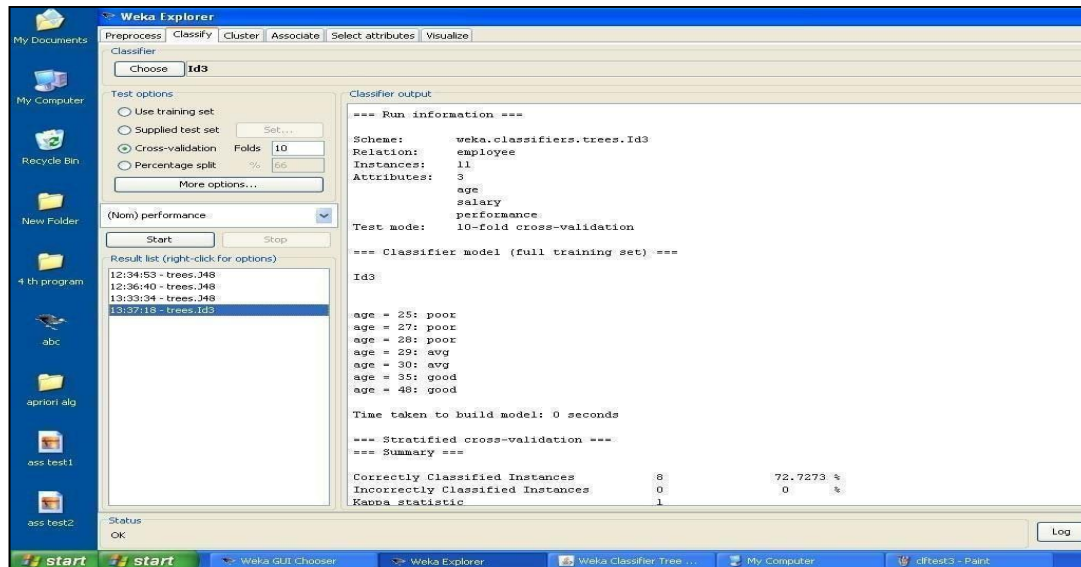 Weka Explorer
Preprocess Classify Cluster Associate Select attributes Visualize
Classifier
Choose Id3
Test options
Use training set
Supplied test set Set...
Cross-validation Folds 10
Percentage split % 66
More options...
(Nom) performance
Start Stop
Result list (right-click for options)
12:34:53 - trees.J48
12:36:40 - trees.J48
13:33:34 - trees.J48
13:37:18 - trees.Id3
Classifier output
=== Run information ===
Scheme: weka.classifiers.trees.Id3
Relation: employee
Instances: 11
Attributes: 3
age
salary
performance
Test mode: 10-fold cross-validation
=== Classifier model (full training set) ===
Id3
age = 25: poor
age = 27: poor
age = 28: poor
age = 29: avg
age = 30: avg
age = 35: good
age = 48: good
Time taken to build model: 0 seconds
=== Stratified cross-validation ===
=== Summary ===
Correctly Classified Instances 8 72.7273 %
Incorrectly Classified Instances 0 0 %
Kappa statistic 1
Status
OK
Log
My Documents
My Computer
Recycle Bin
New Folder
4 th program
abc
apriori alg
ass test1
ass test2
start start Weka GUI Chooser Weka Explorer Weka Classifier Tree ... My Computer clftest3 - Paint